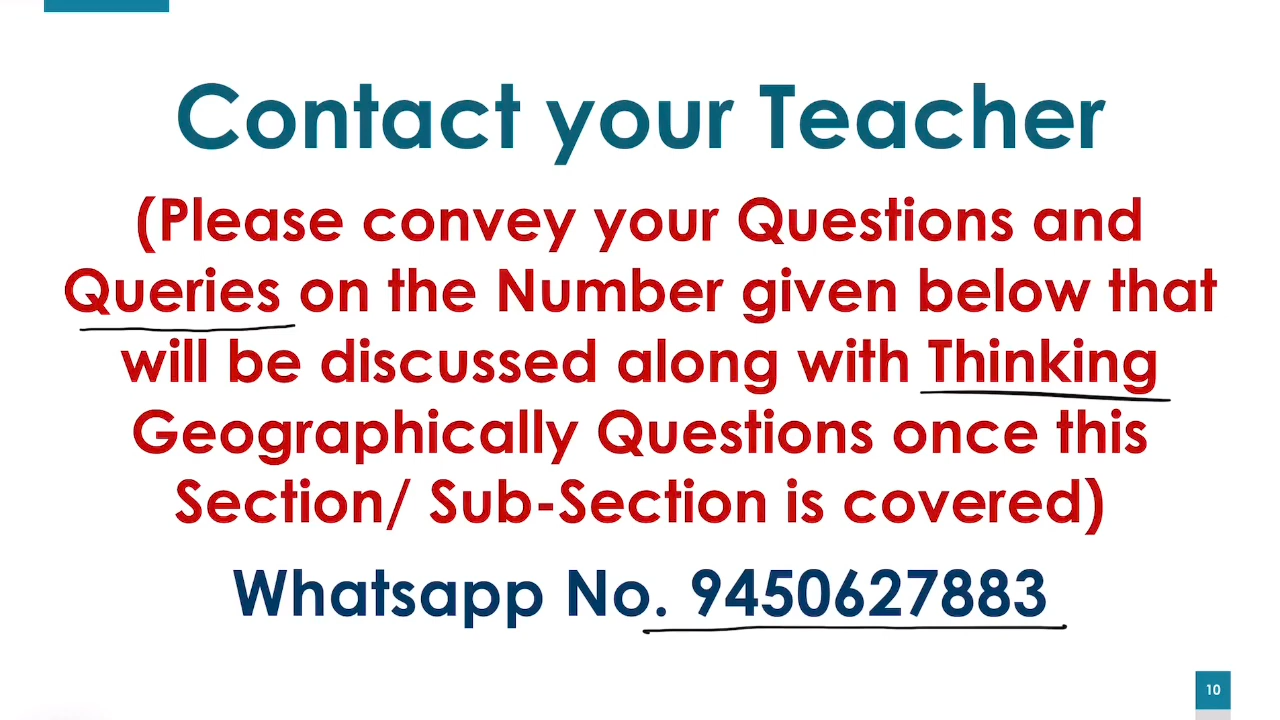 Contact your Teacher
(Please convey your Questions and
Queries on the Number given below that
will be discussed along with Thinking
Geographically Questions once this
Section/ Sub-Section is covered)
Whatsapp No. 9450627883
10